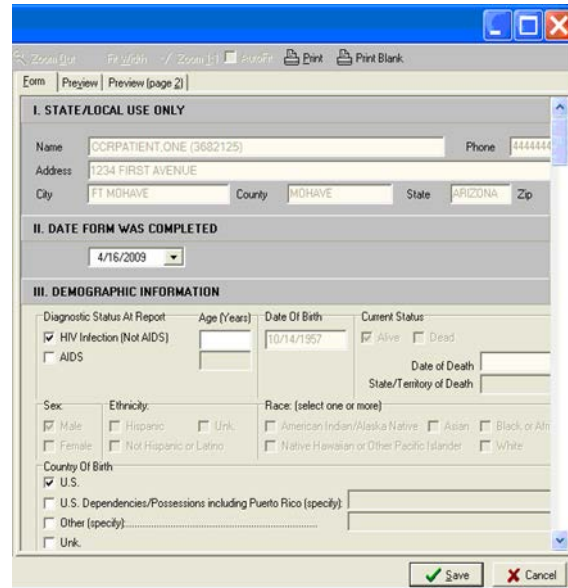 Zoom Out Fit Width Zoom 1:1 AutoFit Print Print Blank
Form Preview Preview (page 2)
I. STATE/LOCAL USE ONLY
Name CCRPATIENT,ONE (3682125) Phone 4444444
Address 1234 FIRST AVENUE
City FT MOHAVE County MOHAVE State ARIZONA Zip
II. DATE FORM WAS COMPLETED
4/16/2009
III. DEMOGRAPHIC INFORMATION
Diagnostic Status At Report Age (Years) Date Of Birth Current Status
HIV Infection (Not AIDS) 10/14/1957 Alive Dead
AIDS Date of Death
State/Territory of Death
Sex: Ethnicity: Race: (select one or more)
Male Hispanic Unk. American Indian/Alaska Native Asian Black or Afri
Female Not Hispanic or Latino Native Hawaiian or Other Pacific Islander White
Country Of Birth
U.S.
U.S. Dependencies/Possessions including Puerto Rico (specify):
Other (specify):
Unk.
Save Cancel